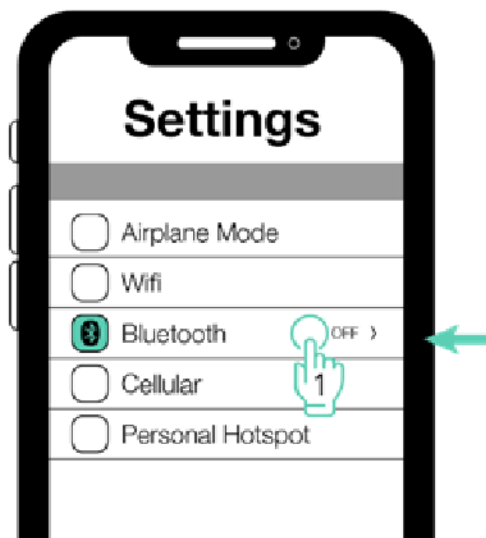 Settings
Airplane Mode
Wifi
Bluetooth OFF >
Cellular
1
Personal Hotspot